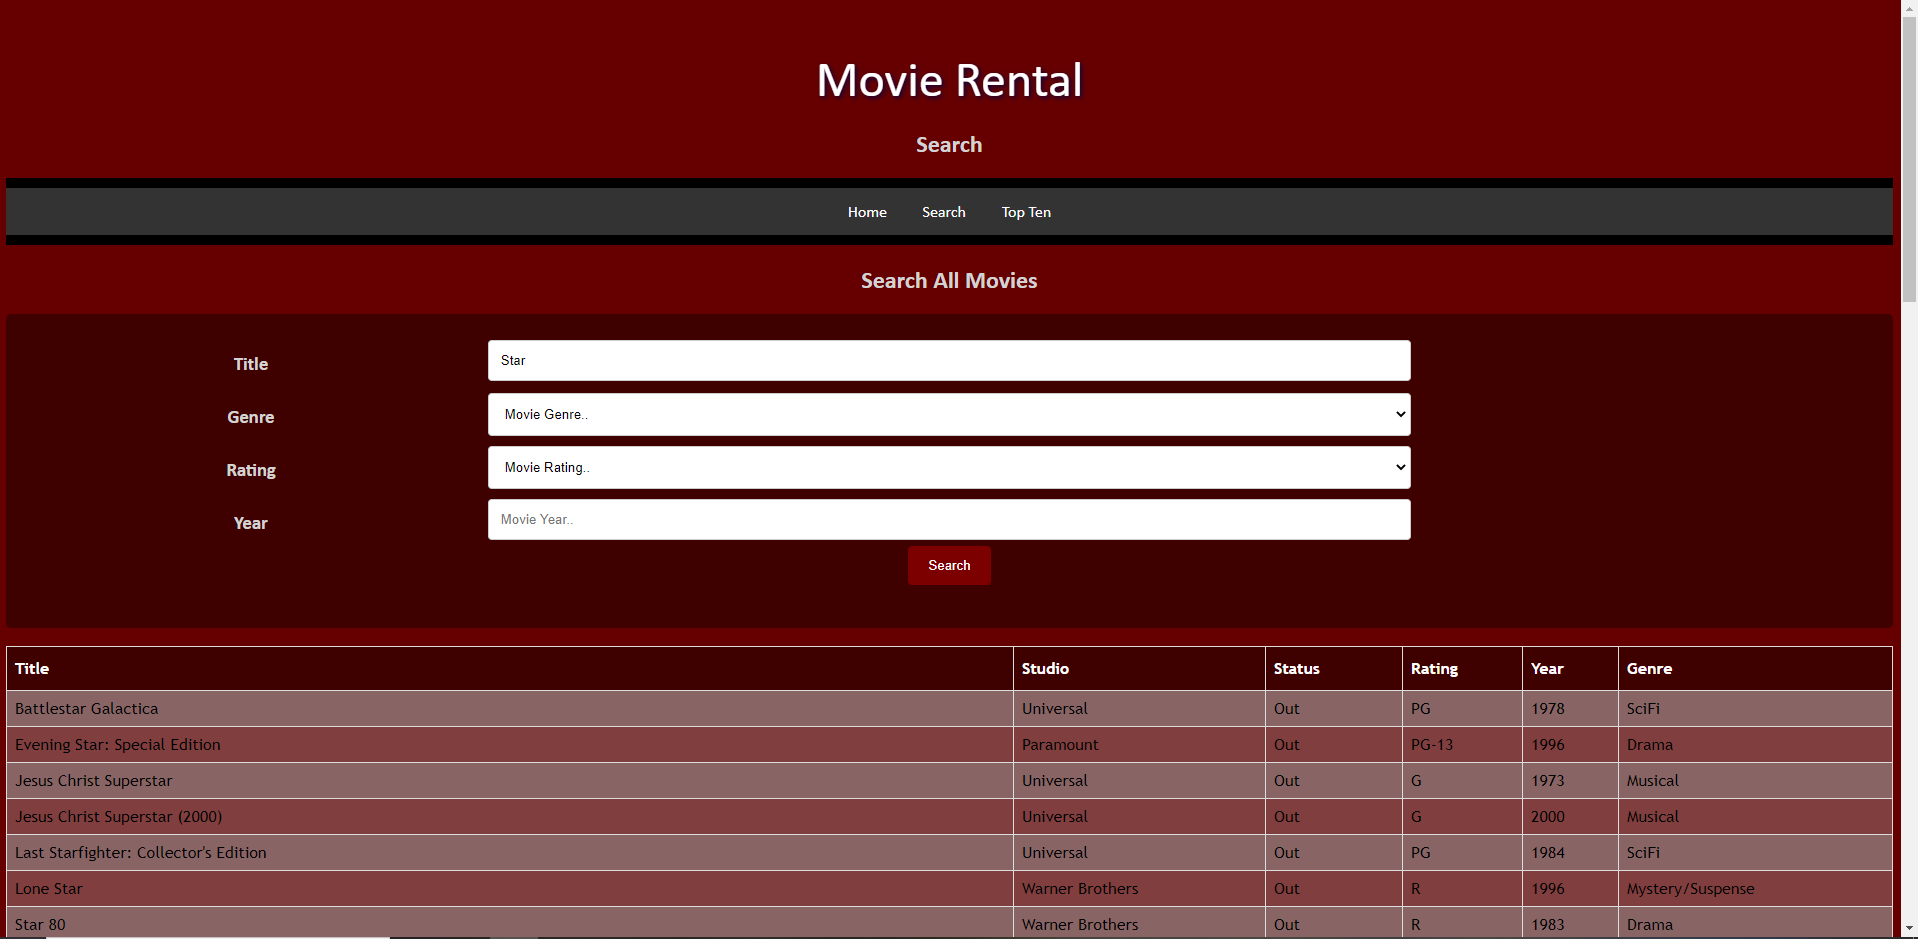 Movie Rental
Search
Home Search Top Ten
Search All Movies
Title Star
Genre Movie Genre..
Rating Movie Rating..
Year Movie Year..
Search
Title Studio Status Rating Year Genre
Battlestar Galactica Universal Out PG 1978 SciFi
Evening Star: Special Edition Paramount Out PG-13 1996 Drama
Jesus Christ Superstar Universal Out G 1973 Musical
Jesus Christ Superstar (2000) Universal Out G 2000 Musical
Last Starfighter: Collector's Edition Universal Out PG 1984 SciFi
Lone Star Warner Brothers Out R 1996 Mystery/Suspense
Star 80 Warner Brothers Out R 1983 Drama